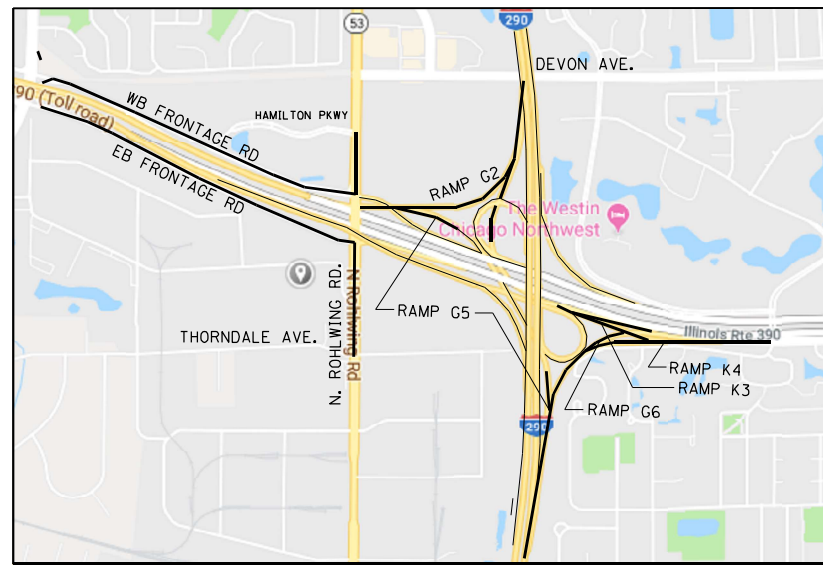 53
290
DEVON AVE.
90 (Toll road)
WB FRONTAGE RD
HAMILTON PKWY
EB FRONTAGE RD
RAMP G2
The Westin
Chicago Northwest
N. ROHLWING RD.
N Rohlwing Rd
RAMP G5
THORNDALE AVE.
Illinois Rte 390
RAMP K4
RAMP K3
RAMP G6
290